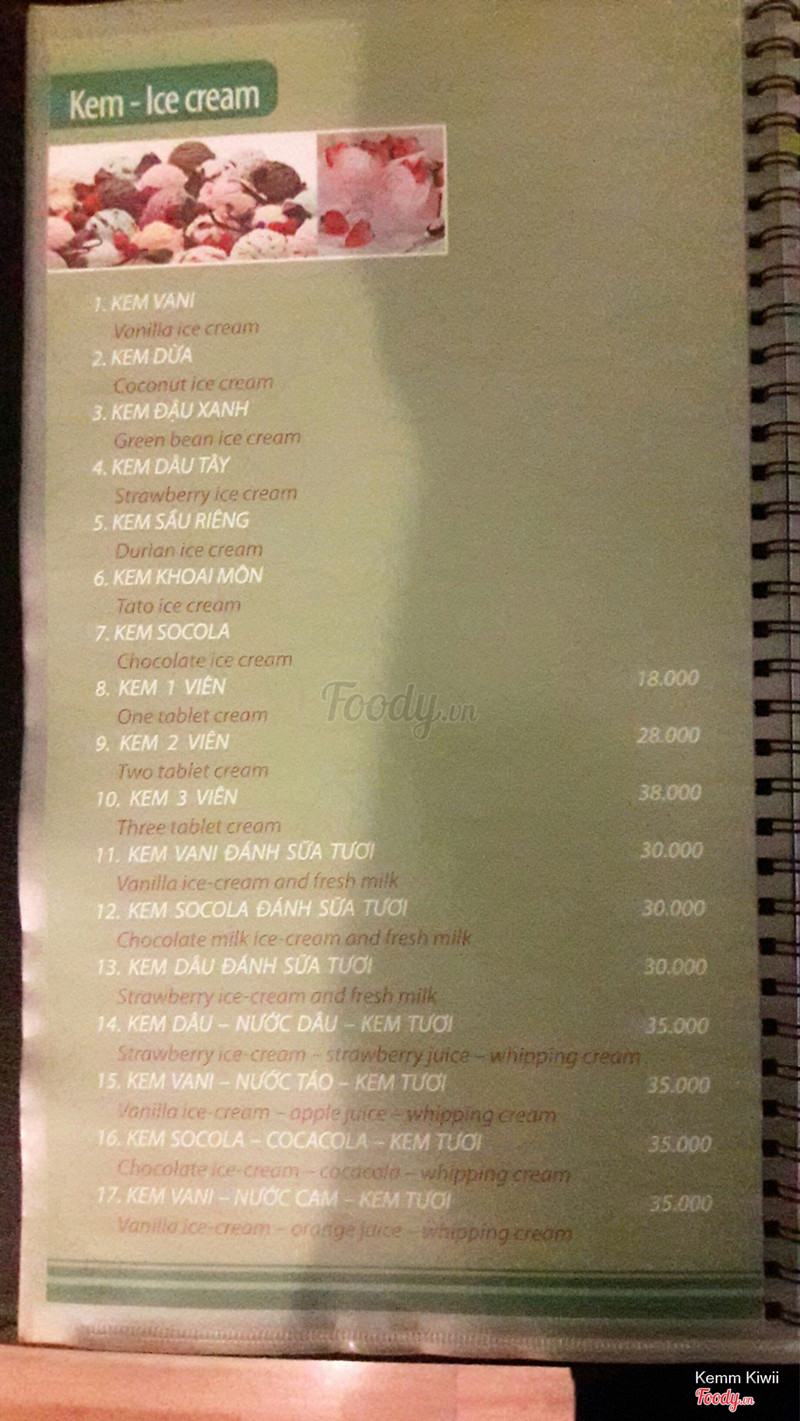 Kem - Ice cream
1. KEM VANI
Vanilla ice cream
2. KEM DỪA
Coconut ice cream
3. KEM ĐẬU XANH
Green bean ice cream
4. KEM DÂU TÂY
Strawberry ice cream
5. KEM SẦU RIÊNG
Durian ice cream
6. KEM KHOAI MÔN
Tato ice cream
7. KEM SOCOLA
Chocolate ice cream
8. KEM 1 VIÊN 18.000
One tablet cream
9. KEM 2 VIÊN 28.000
Two tablet cream
10. KEM 3 VIÊN 38.000
Three tablet cream
11. KEM VANI ĐÁNH SỮA TƯƠI 30.000
Vanilla ice-cream and fresh milk
12. KEM SOCOLA ĐÁNH SỮA TƯƠI 30.000
Chocolate milk ice-cream and fresh milk
13. KEM DÂU ĐÁNH SỮA TƯƠI 30.000
Strawberry ice-cream and fresh milk
14. KEM DÂU – NƯỚC DÂU – KEM TƯƠI 35.000
Strawberry ice-cream – strawberry juice – whipping cream
15. KEM VANI – NƯỚC TÁO – KEM TƯƠI 35.000
Vanilla ice-cream – apple juice – whipping cream
16. KEM SOCOLA – COCACOLA – KEM TƯƠI 35.000
Chocolate ice-cream – cocacola – whipping cream
17. KEM VANI – NƯỚC CAM – KEM TƯƠI 35.000
Vanilla ice-cream – orange juice – whipping cream
Foody.vn
Kemm Kiwii
Foody.vn